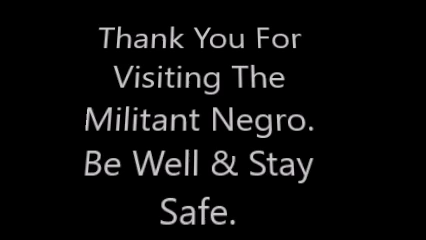 Thank You For
Visiting The
Militant Negro.
Be Well & Stay
Safe.